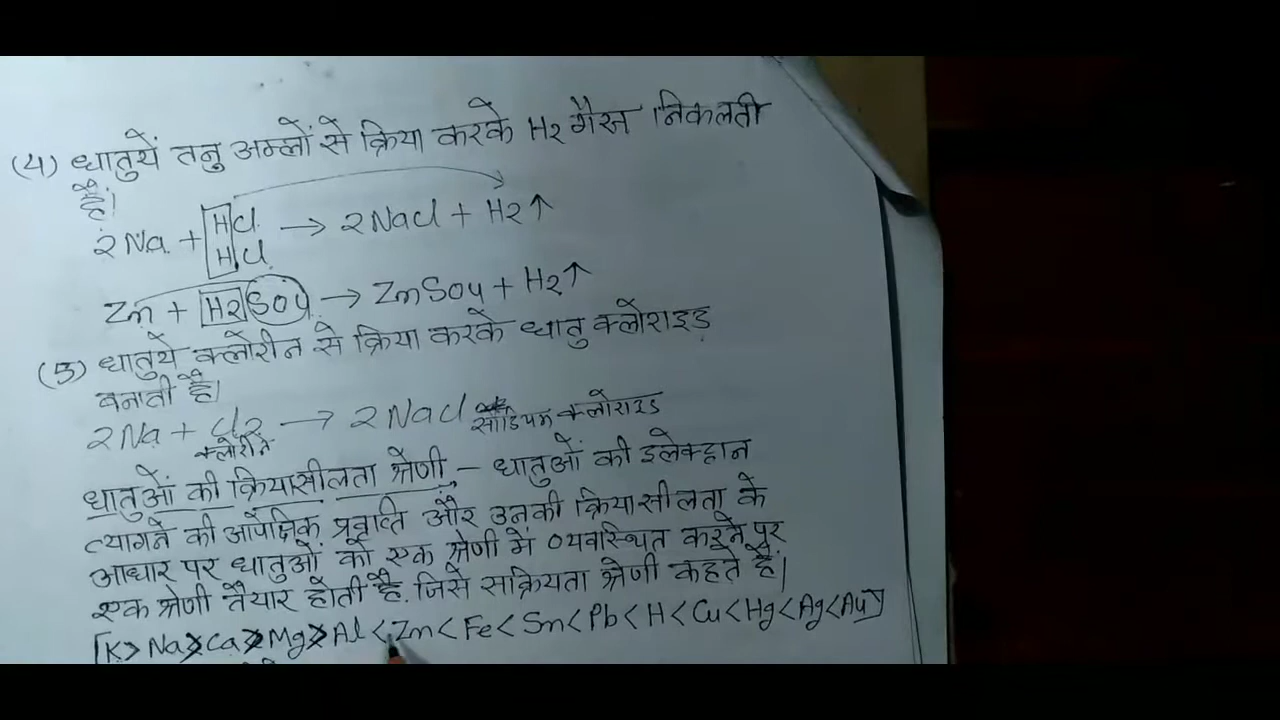 (4) धातुयें तनु अम्लों से क्रिया करके H2 गैस निकलती
है।
2Na + HCl → 2NaCl + H2↑
HCl
Zn + H2SO4 → ZnSO4 + H2↑
(5) धातुयें क्लोरीन से क्रिया करके धातु क्लोराइड
बनाती है।
2Na + Cl2 → 2NaCl सोडियम क्लोराइड
क्लोरीन
धातुओं की क्रियासीलता श्रेणी – धातुओं की इलेक्ट्रान
त्यागने की आपेक्षिक प्रवृत्ति और उनकी क्रियासीलता के
आधार पर धातुओं को एक श्रेणी में व्यवस्थित करने पर
एक श्रेणी तैयार होती है. जिसे सक्रियता श्रेणी कहते हैं।
[K > Na > Ca > Mg > Al < Zn < Fe < Sn < Pb < H < Cu < Hg < Ag < Au]